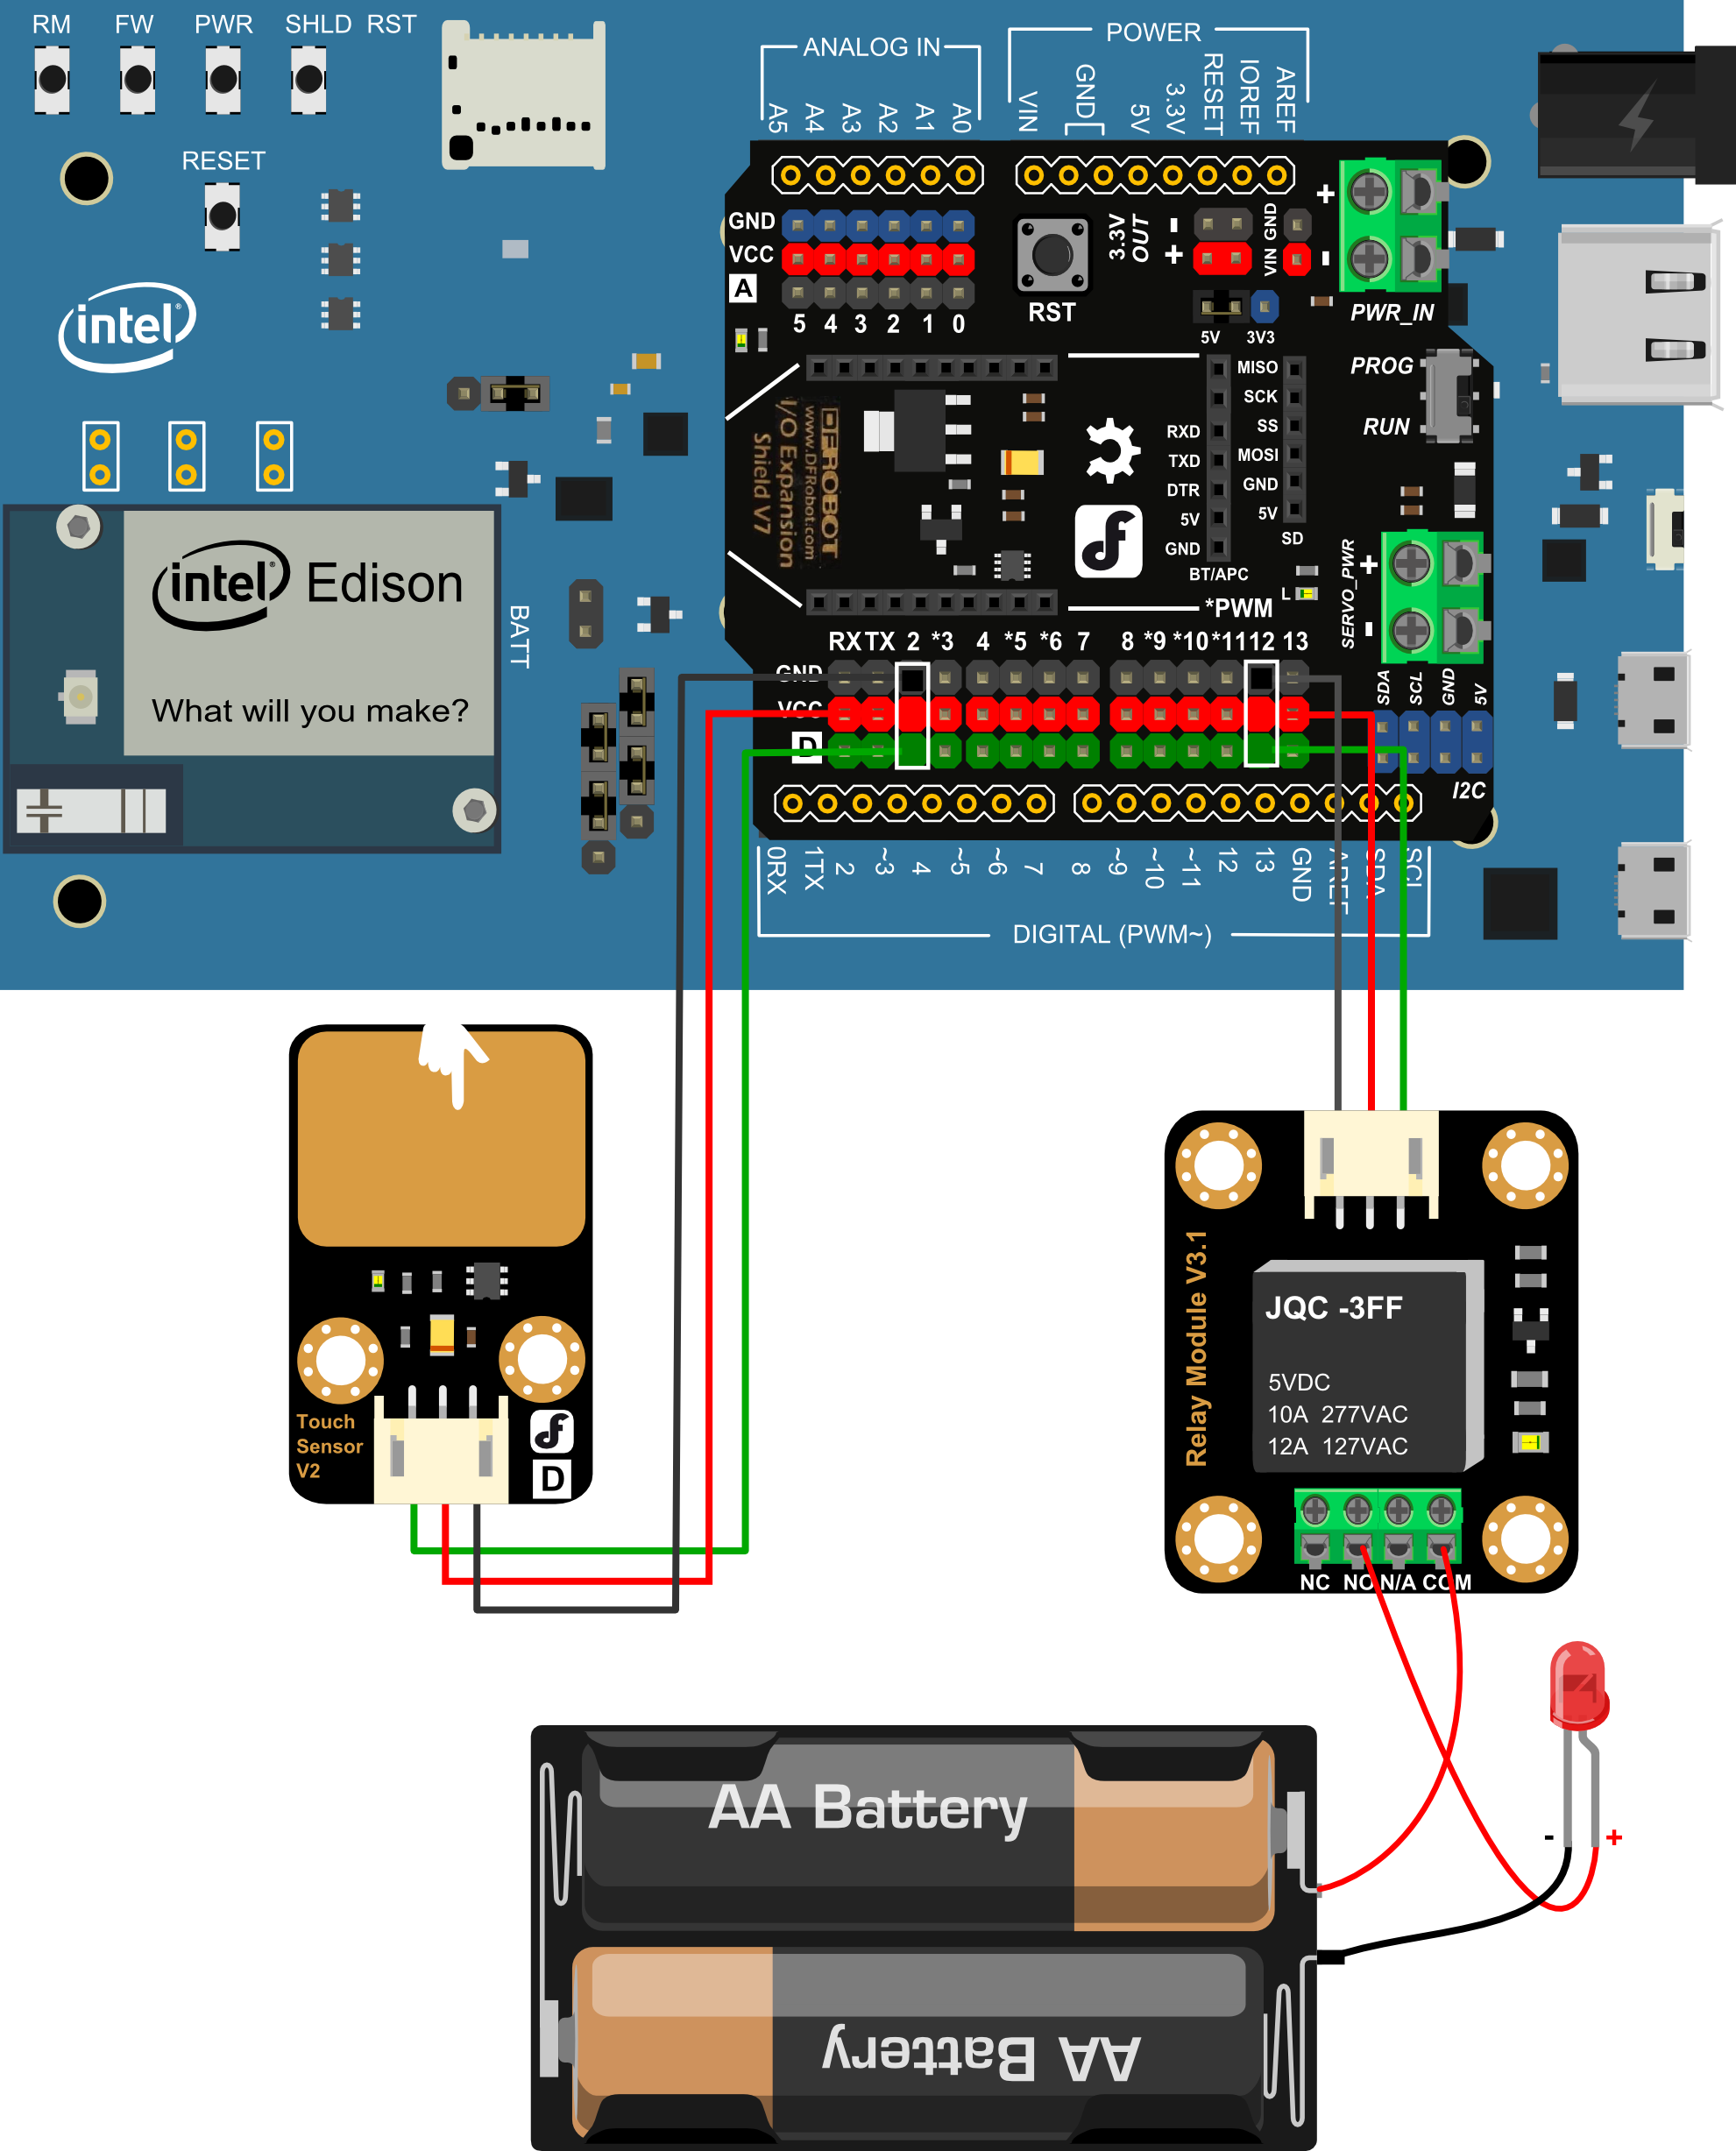 RM FW PWR SHLD RST
RESET
intel
ANALOG IN
A5 A4 A3 A2 A1 A0
POWER
VIN GND 5V 3.3V RESET IOREF AREF
GND
VCC
A
5 4 3 2 1 0
RST
3.3V OUT
-
+
VIN GND
+
-
PWR_IN
5V 3V3
PROG
RUN
DFROBOT
www.DFRobot.com
I/O Expansion
Shield V7
MISO
SCK
SS
MOSI
GND
5V
SD
RXD
TXD
DTR
5V
GND
BT/APC
L
*PWM
SERVO_PWR
+
-
RX TX 2 *3 4 *5 *6 7 8 *9 *10 *11 12 13
GND
VCC
D
SDA SCL GND 5V
I2C
0RX 1TX 2 ~3 4 ~5 ~6 7 8 ~9 ~10 ~11 12 13 GND AREF SDA SCL
DIGITAL (PWM~)
intel Edison
What will you make?
BATT
Touch
Sensor
V2
D
Relay Module V3.1
JQC -3FF
5VDC
10A 277VAC
12A 127VAC
NC NO N/A COM
- +
AA Battery
AA Battery